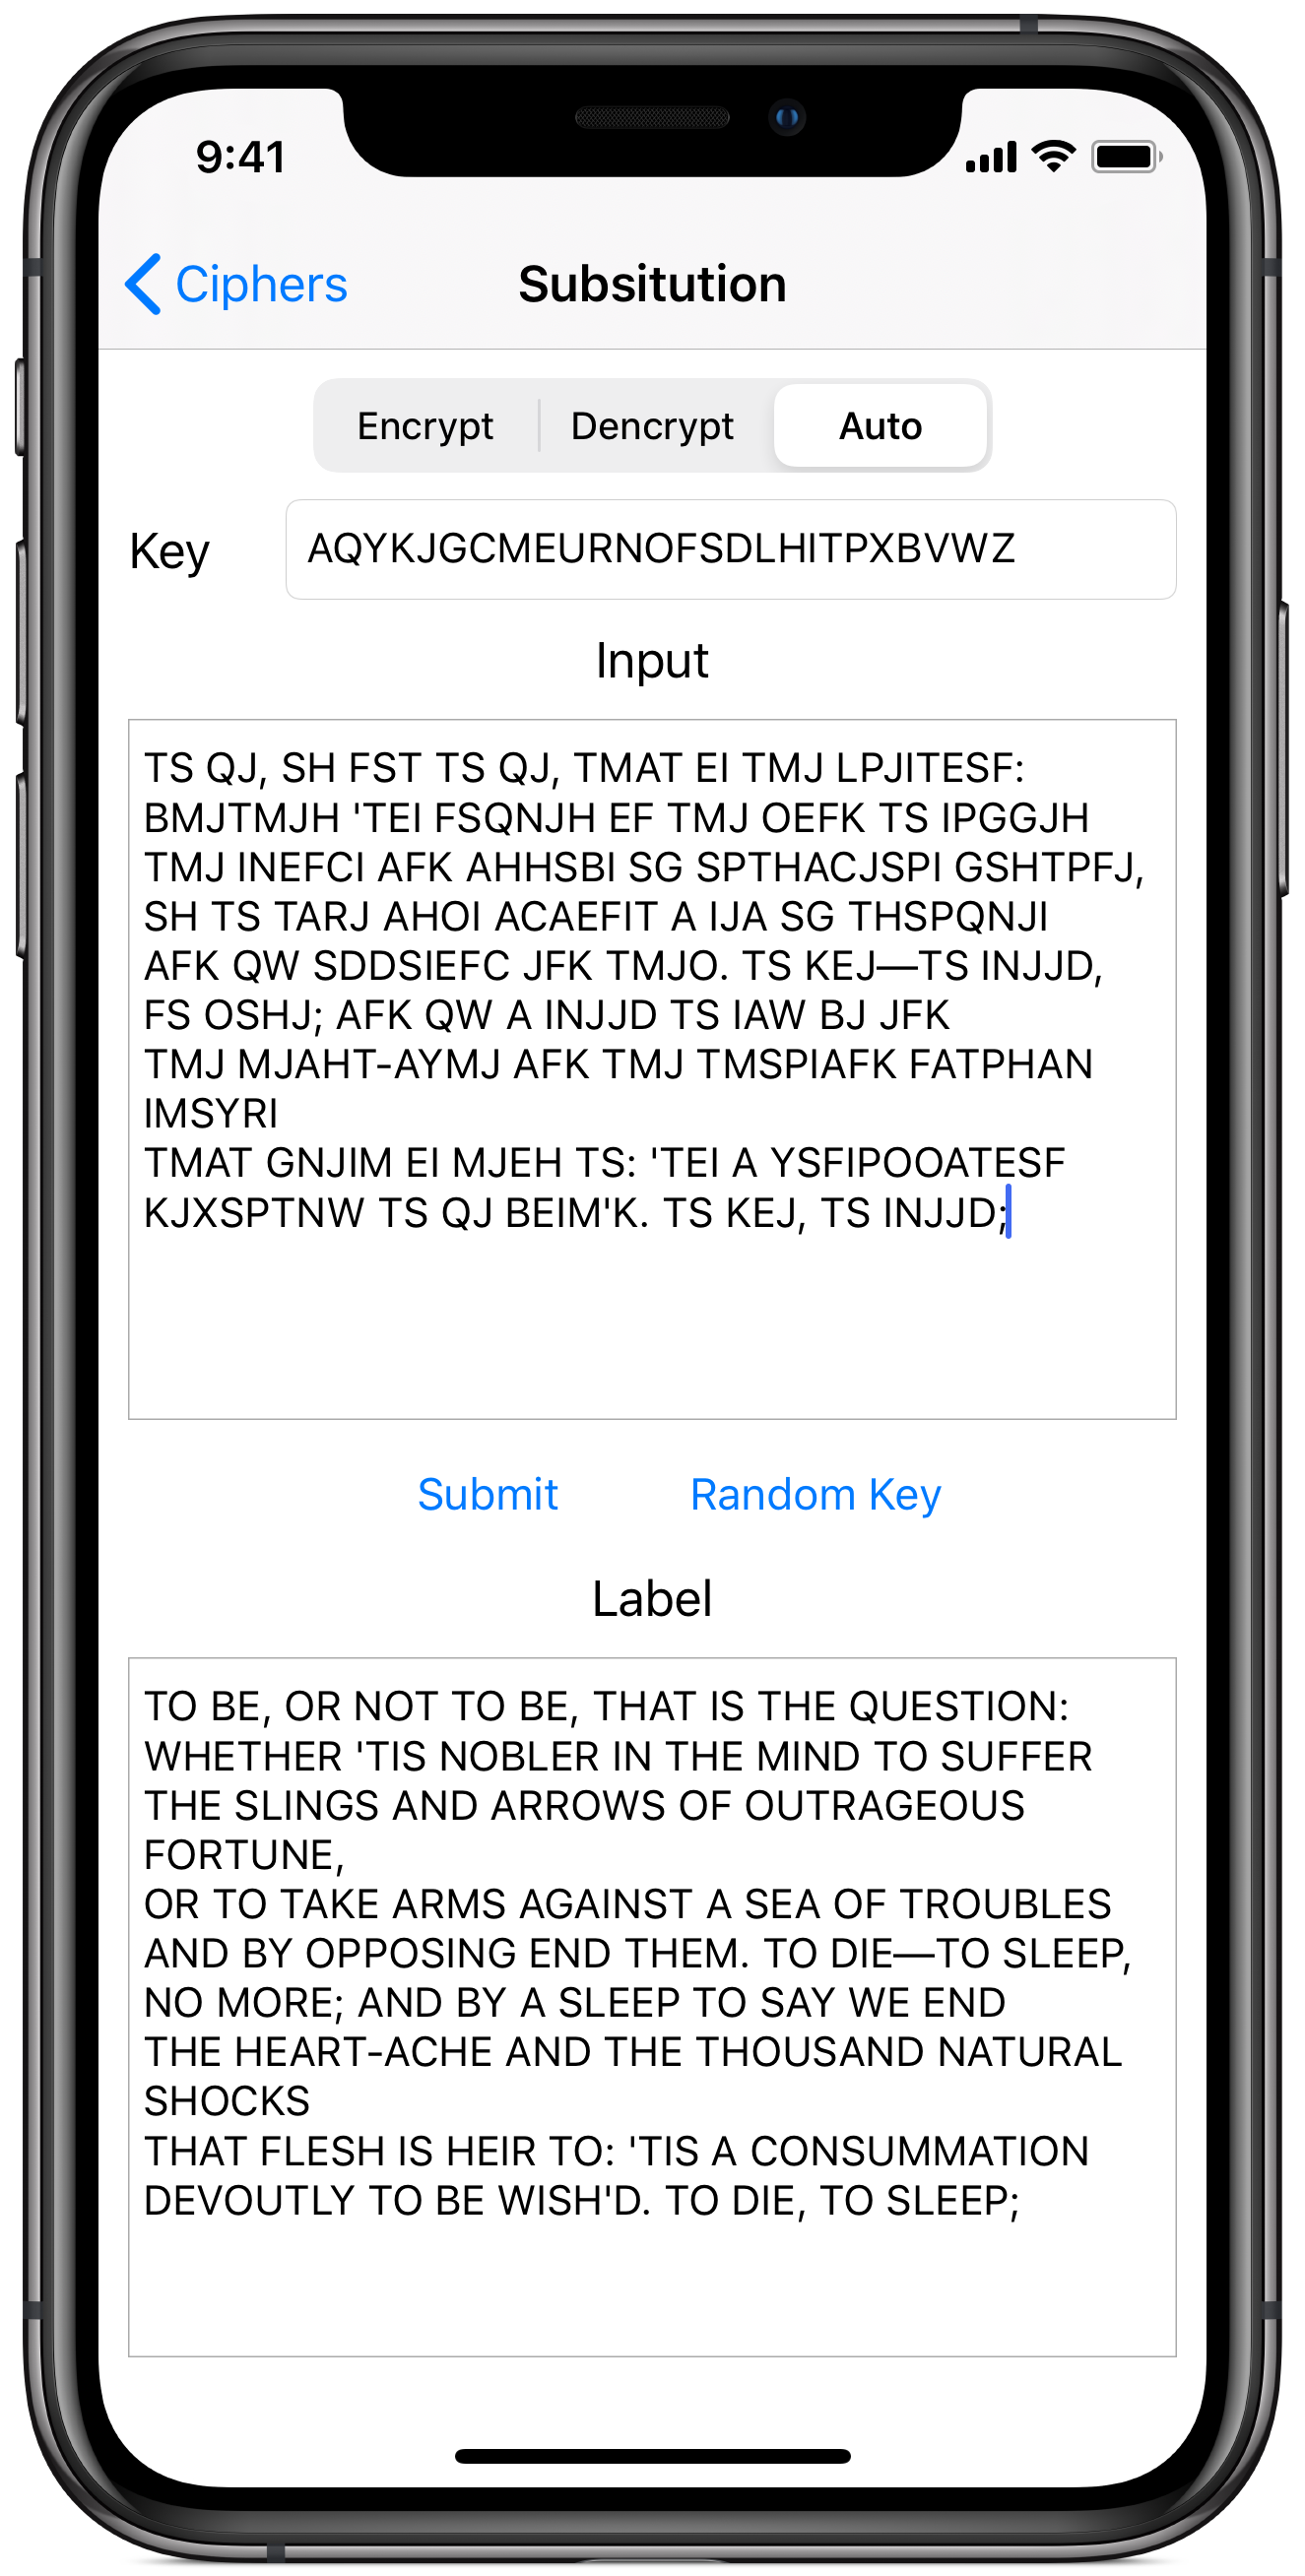 9:41
Ciphers
Subsitution
Encrypt Dencrypt Auto
Key AQYKJGCMEURNOFSDLHITPXBVWZ
Input
TS QJ, SH FST TS QJ, TMAT EI TMJ LPJITESF:
BMJTMJH 'TEI FSQNJH EF TMJ OEFK TS IPGGJH
TMJ INEFCI AFK AHHSBI SG SPTHACJSPI GSHTPFJ,
SH TS TARJ AHOI ACAEFIT A IJA SG THSPQNJI
AFK QW SDDSIEFC JFK TMJO. TS KEJ—TS INJJD,
FS OSHJ; AFK QW A INJJD TS IAW BJ JFK
TMJ MJAHT-AYMJ AFK TMJ TMSPIAFK FATPHAN
IMSYRI
TMAT GNJIM EI MJEH TS: 'TEI A YSFIPOOATESF
KJXSPTNW TS QJ BEIM'K. TS KEJ, TS INJJD;
Submit Random Key
Label
TO BE, OR NOT TO BE, THAT IS THE QUESTION:
WHETHER 'TIS NOBLER IN THE MIND TO SUFFER
THE SLINGS AND ARROWS OF OUTRAGEOUS
FORTUNE,
OR TO TAKE ARMS AGAINST A SEA OF TROUBLES
AND BY OPPOSING END THEM. TO DIE—TO SLEEP,
NO MORE; AND BY A SLEEP TO SAY WE END
THE HEART-ACHE AND THE THOUSAND NATURAL
SHOCKS
THAT FLESH IS HEIR TO: 'TIS A CONSUMMATION
DEVOUTLY TO BE WISH'D. TO DIE, TO SLEEP;